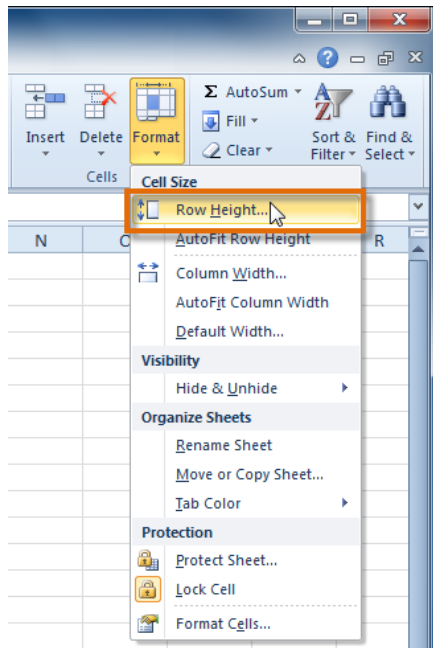 Σ AutoSum
Fill
Clear
Insert Delete Format
Sort & Filter
Find & Select
Cells
Cell Size
Row Height...
AutoFit Row Height
N
R
Column Width...
AutoFit Column Width
Default Width...
Visibility
Hide & Unhide
Organize Sheets
Rename Sheet
Move or Copy Sheet...
Tab Color
Protection
Protect Sheet...
Lock Cell
Format Cells...